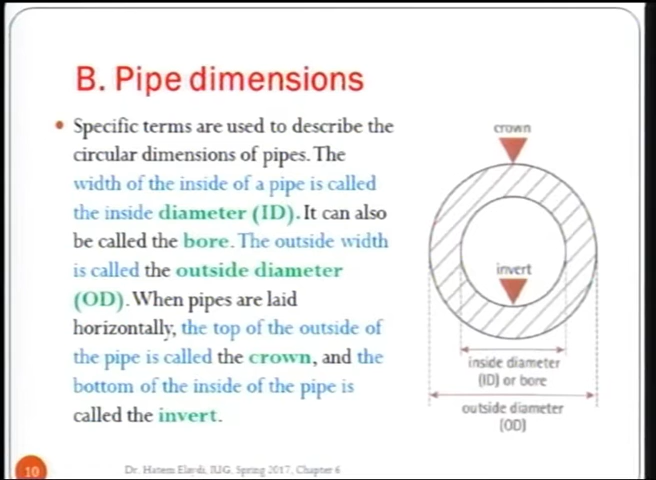 B. Pipe dimensions
• Specific terms are used to describe the
circular dimensions of pipes. The
width of the inside of a pipe is called
the inside diameter (ID). It can also
be called the bore. The outside width
is called the outside diameter
(OD). When pipes are laid
horizontally, the top of the outside of
the pipe is called the crown, and the
bottom of the inside of the pipe is
called the invert.
crown
invert
inside diameter
(ID) or bore
outside diameter
(OD)
10
Dr. Hatem Elaydi, IUG, Spring 2017, Chapter 6